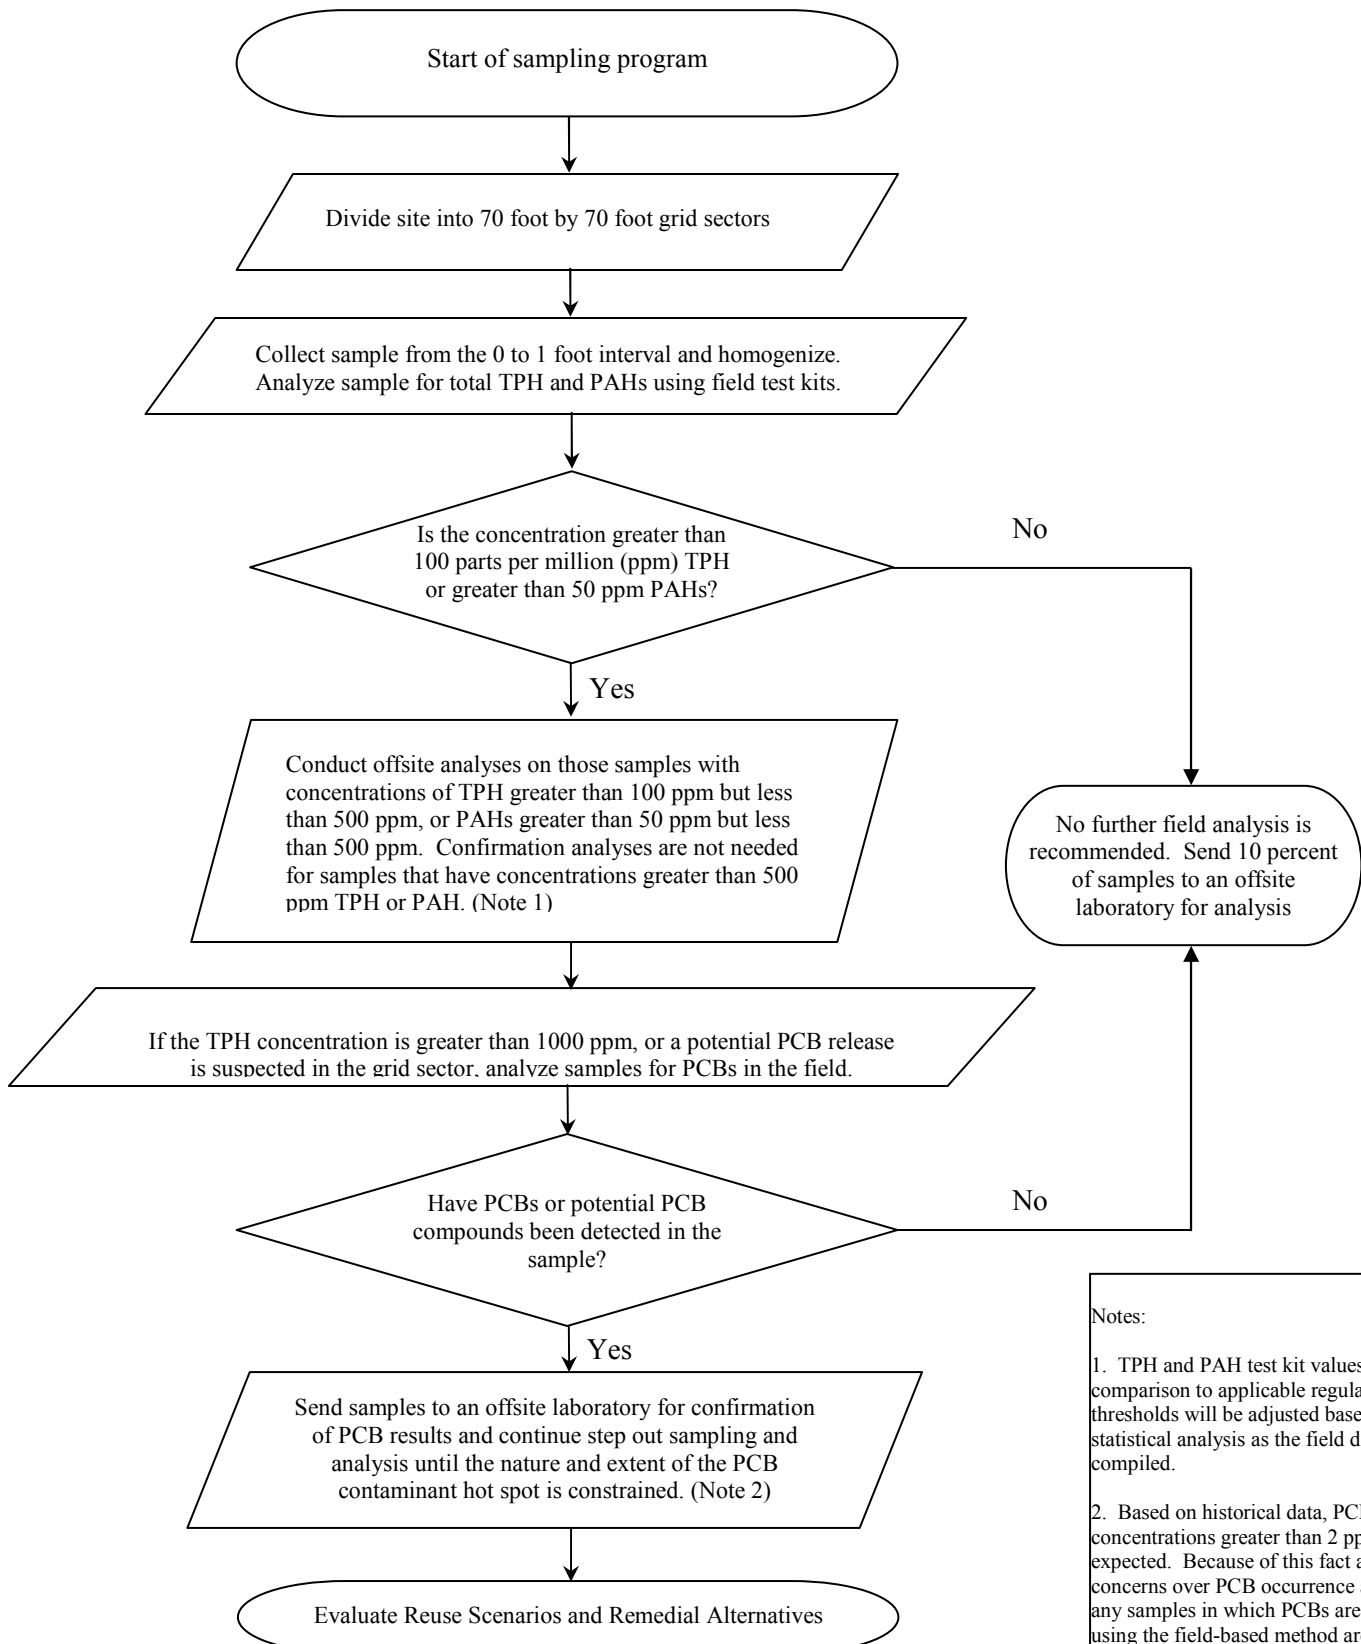 Start of sampling program
Divide site into 70 foot by 70 foot grid sectors
Collect sample from the 0 to 1 foot interval and homogenize.
Analyze sample for total TPH and PAHs using field test kits.
Is the concentration greater than
100 parts per million (ppm) TPH
or greater than 50 ppm PAHs?
No
Yes
Conduct offsite analyses on those samples with
concentrations of TPH greater than 100 ppm but less
than 500 ppm, or PAHs greater than 50 ppm but less
than 500 ppm. Confirmation analyses are not needed
for samples that have concentrations greater than 500
ppm TPH or PAH. (Note 1)
No further field analysis is
recommended. Send 10 percent
of samples to an offsite
laboratory for analysis
If the TPH concentration is greater than 1000 ppm, or a potential PCB release
is suspected in the grid sector, analyze samples for PCBs in the field.
Have PCBs or potential PCB
compounds been detected in the
sample?
No
Yes
Send samples to an offsite laboratory for confirmation
of PCB results and continue step out sampling and
analysis until the nature and extent of the PCB
contaminant hot spot is constrained. (Note 2)
Evaluate Reuse Scenarios and Remedial Alternatives
Notes:
1. TPH and PAH test kit values
comparison to applicable
thresholds will be adjusted
statistical analysis as the field
compiled.
2. Based on historical data,
concentrations greater than 2
expected. Because of this fact
concerns over PCB occurrence
any samples in which PCBs are
using the field-based method